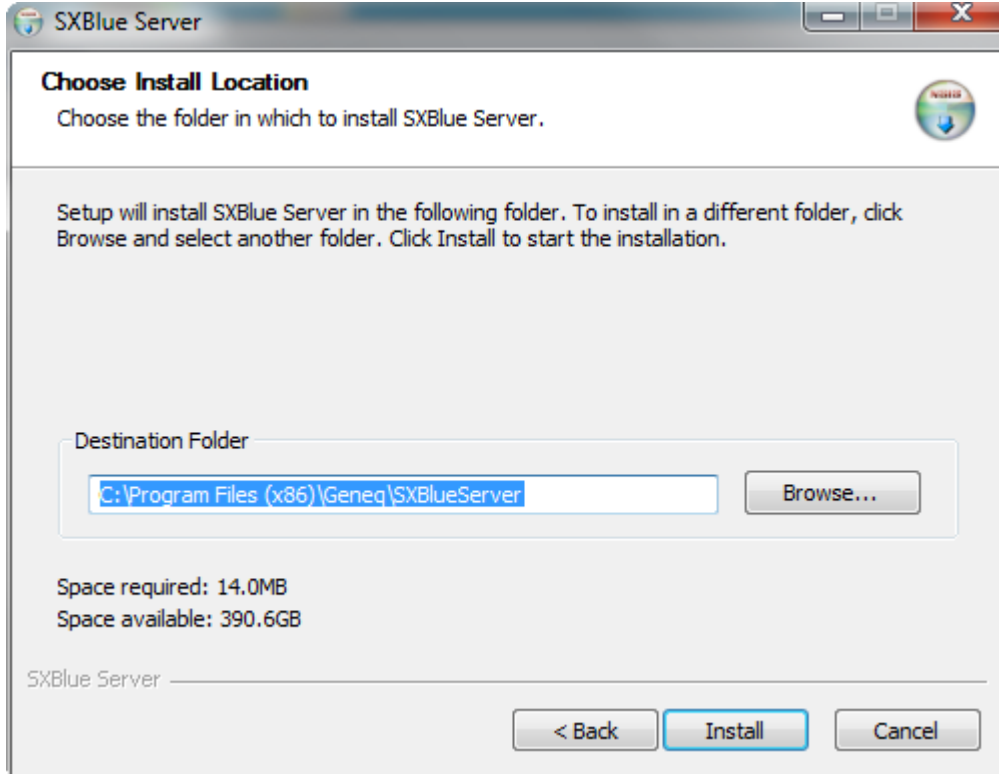 SXBlue Server
Choose Install Location
Choose the folder in which to install SXBlue Server.
Setup will install SXBlue Server in the following folder. To install in a different folder, click
Browse and select another folder. Click Install to start the installation.
Destination Folder
C:\Program Files (x86)\Geneq\SXBlueServer
Browse...
Space required: 14.0MB
Space available: 390.6GB
SXBlue Server
< Back
Install
Cancel